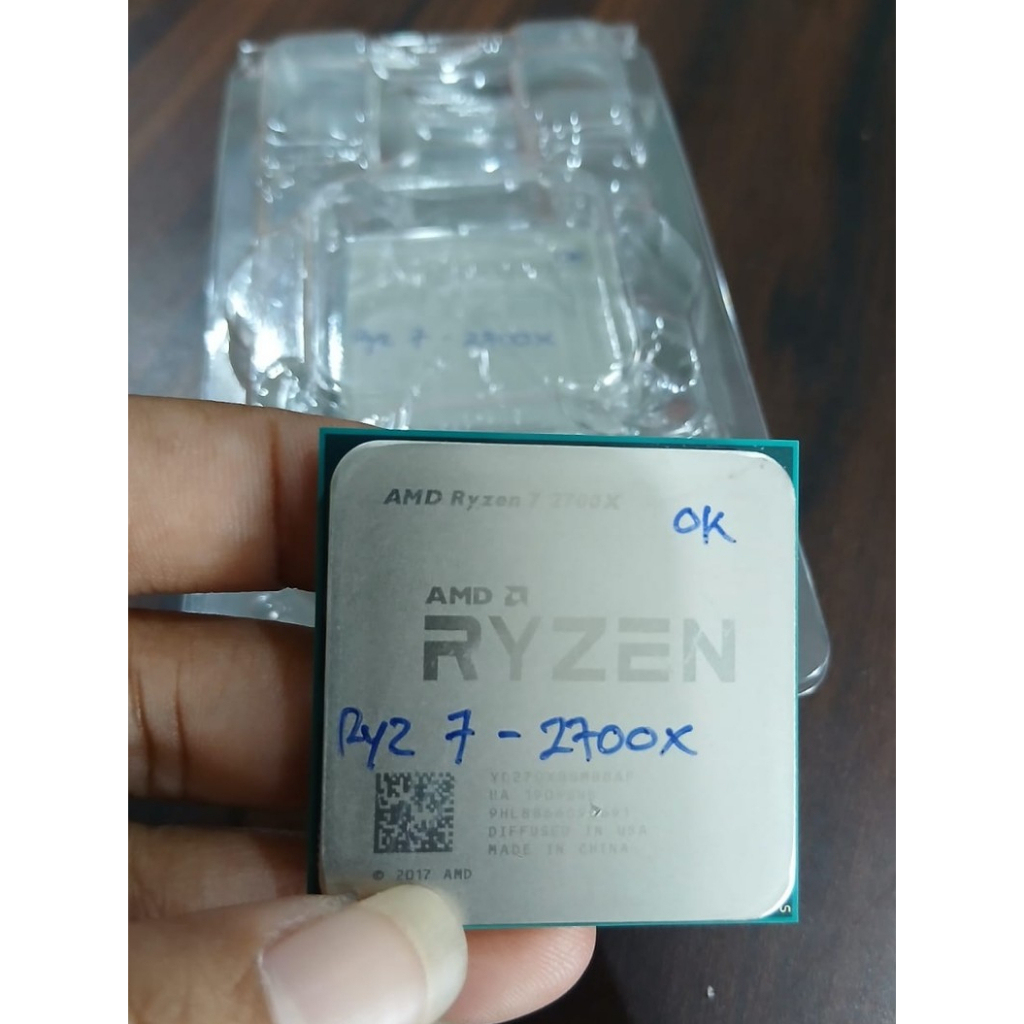 Ryz 7 - 2700X
AMD Ryzen 7 2700X
OK
AMD
RYZEN
Ryz 7 - 2700X
DIFFUSED IN USA
MADE IN CHINA
© 2017 AMD